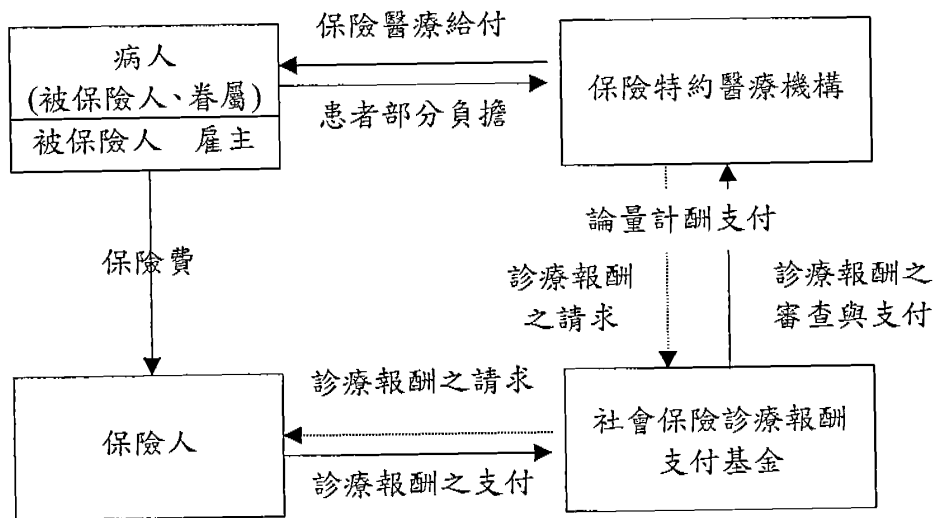 保險醫療給付
病人
(被保險人、眷屬)
被保險人 雇主
患者部分負擔
保險特約醫療機構
論量計酬支付
保險費
診療報酬
之請求
診療報酬之
審查與支付
診療報酬之請求
保險人
診療報酬之支付
社會保險診療報酬
支付基金